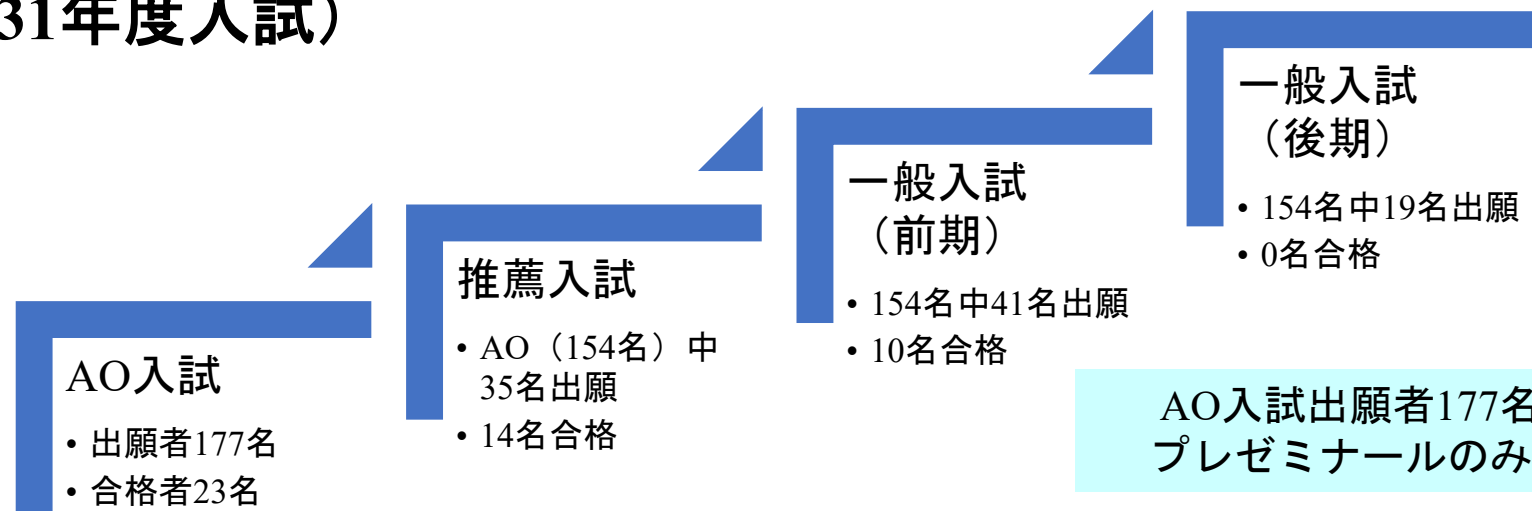 31年度入試）
AO入試
• 出願者177名
• 合格者23名
推薦入試
• AO（154名）中
35名出願
• 14名合格
一般入試
（前期）
• 154名中41名出願
• 10名合格
一般入試
（後期）
• 154名中19名出願
• 0名合格
AO入試出願者177名
プレゼミナールのみ